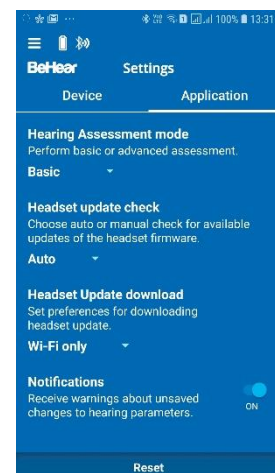 100% 13:31
BeHear Settings
Device Application
Hearing Assessment mode
Perform basic or advanced assessment.
Basic
Headset update check
Choose auto or manual check for available
updates of the headset firmware.
Auto
Headset Update download
Set preferences for downloading
headset update.
Wi-Fi only
Notifications
Receive warnings about unsaved
changes to hearing parameters.
ON
Reset